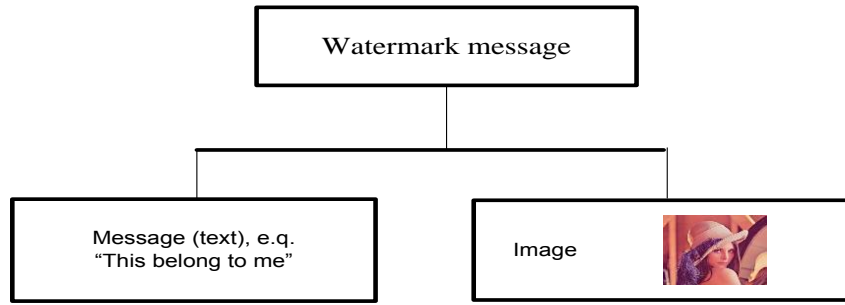 Watermark message
Message (text), e.q.
“This belong to me”
Image